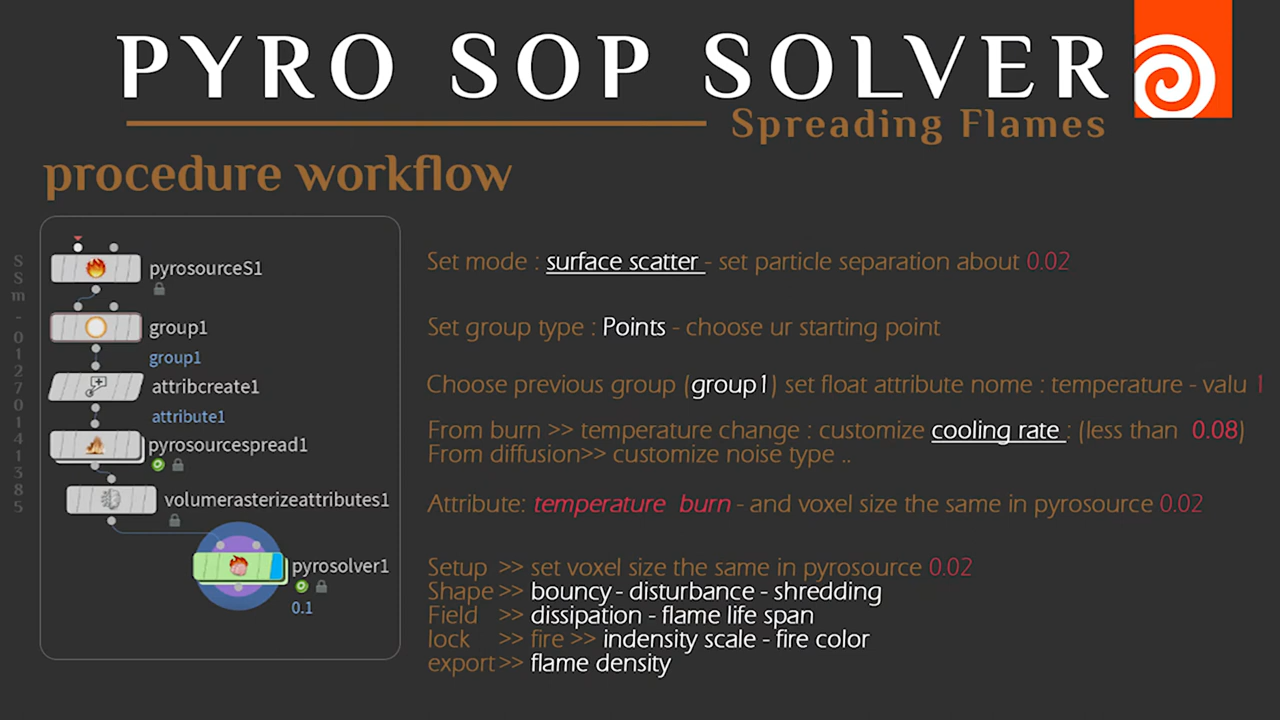 PYRO SOP SOLVER
Spreading Flames
procedure workflow
pyrosourceS1
Set mode : surface scatter - set particle separation about 0.02
group1
Set group type : Points - choose ur starting point
group1
attribcreate1
Choose previous group (group1) set float attribute nome : temperature - valu 1
attribute1
pyrosourcespread1
From burn >> temperature change : customize cooling rate : (less than 0.08)
From diffusion>> customize noise type ..
volumerasterizeattributes1
Attribute: temperature burn - and voxel size the same in pyrosource 0.02
pyrosolver1
0.1
Setup >> set voxel size the same in pyrosource 0.02
Shape >> bouncy - disturbance - shredding
Field >> dissipation - flame life span
lock >> fire >> indensity scale - fire color
export >> flame density
SSm-01270141385